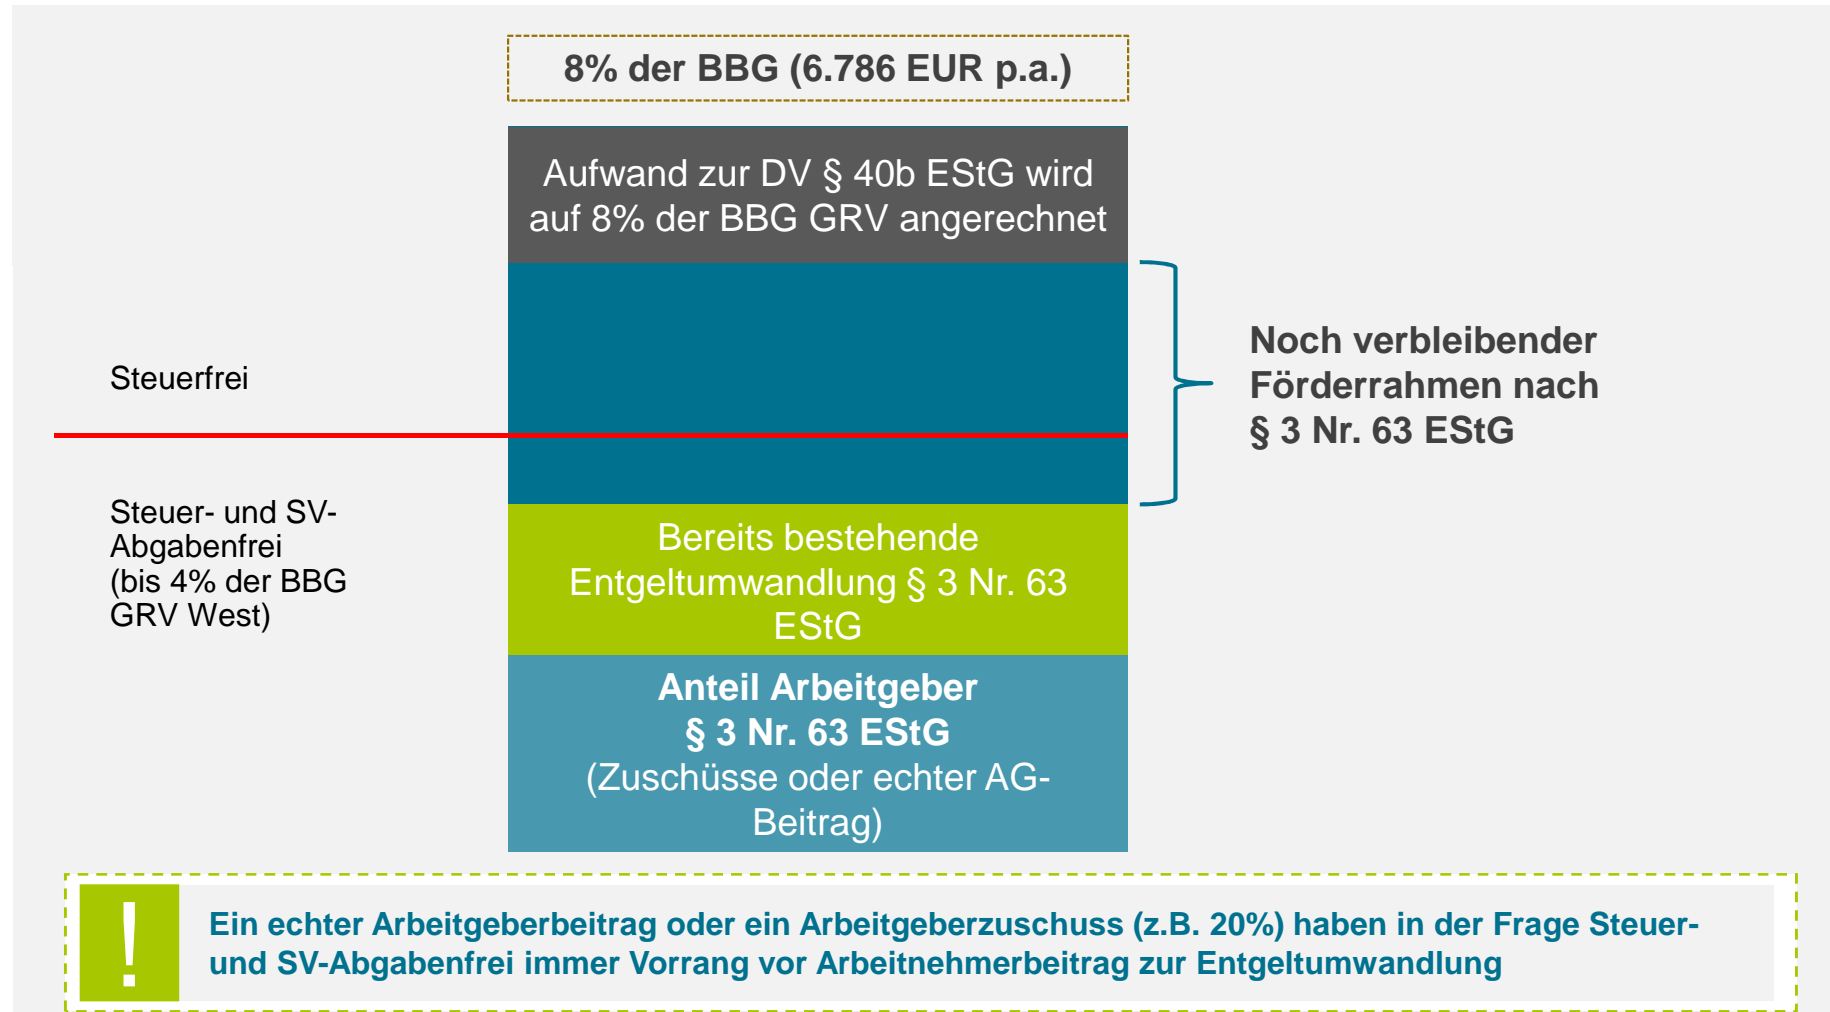 8% der BBG (6.786 EUR p.a.)
Aufwand zur DV § 40b EStG wird
auf 8% der BBG GRV angerechnet
Noch verbleibender
Förderrahmen nach
§ 3 Nr. 63 EStG
Steuerfrei
Steuer- und SV-
Abgabenfrei
(bis 4% der BBG
GRV West)
Bereits bestehende
Entgeltumwandlung § 3 Nr. 63
EStG
Anteil Arbeitgeber
§ 3 Nr. 63 EStG
(Zuschüsse oder echter AG-
Beitrag)
!
Ein echter Arbeitgeberbeitrag oder ein Arbeitgeberzuschuss (z.B. 20%) haben in der Frage Steuer-
und SV-Abgabenfrei immer Vorrang vor Arbeitnehmerbeitrag zur Entgeltumwandlung